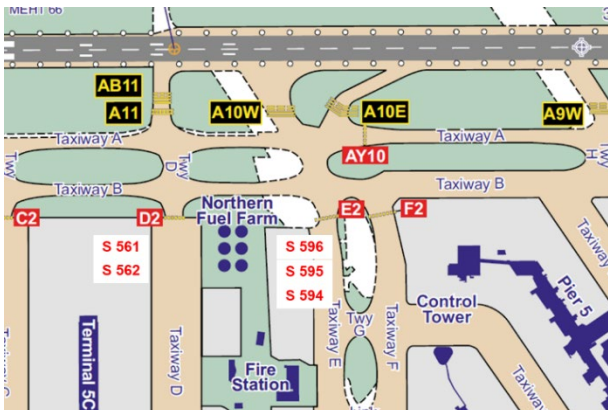 MEHT 66
AB11
A11
A10W
A10E
A9W
Taxiway A
Taxiway A
AY10
Twy
D
Twy
Twy
H
Taxiway B
Taxiway B
Northern
Fuel Farm
C2
D2
E2
F2
S 561
S 562
S 596
S 595
S 594
Taxiway
Pier 5
Control
Tower
Twy
G
Terminal 5C
Taxiway D
Taxiway E
Taxiway F
Fire
Station
Taxiway